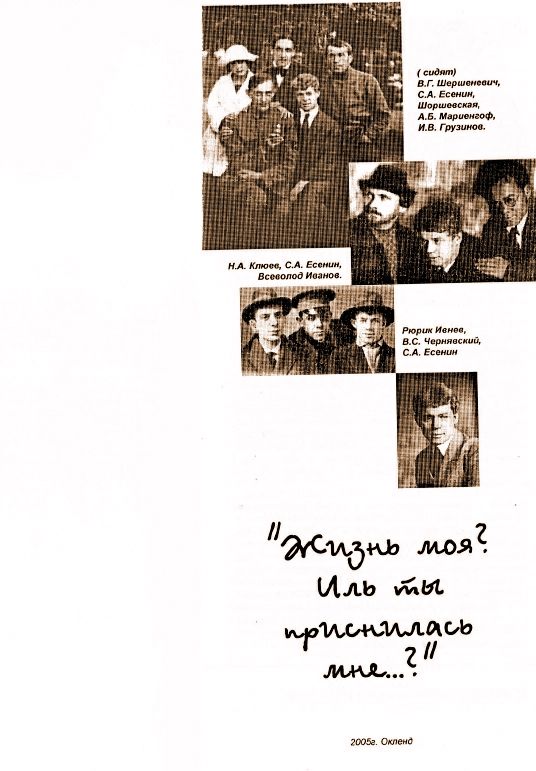 ( сидят)
В.Г. Шершеневич,
С.А. Есенин,
Шоршевская,
А.Б. Мариенгоф,
И.В. Грузинов.
Н.А. Клюев, С.А. Есенин,
Всеволод Иванов.
Рюрик Ивнев,
В.С. Чернявский,
С.А. Есенин
"Жизнь моя?
Иль ты
приснилась
мне...?"
2005г. Окленд